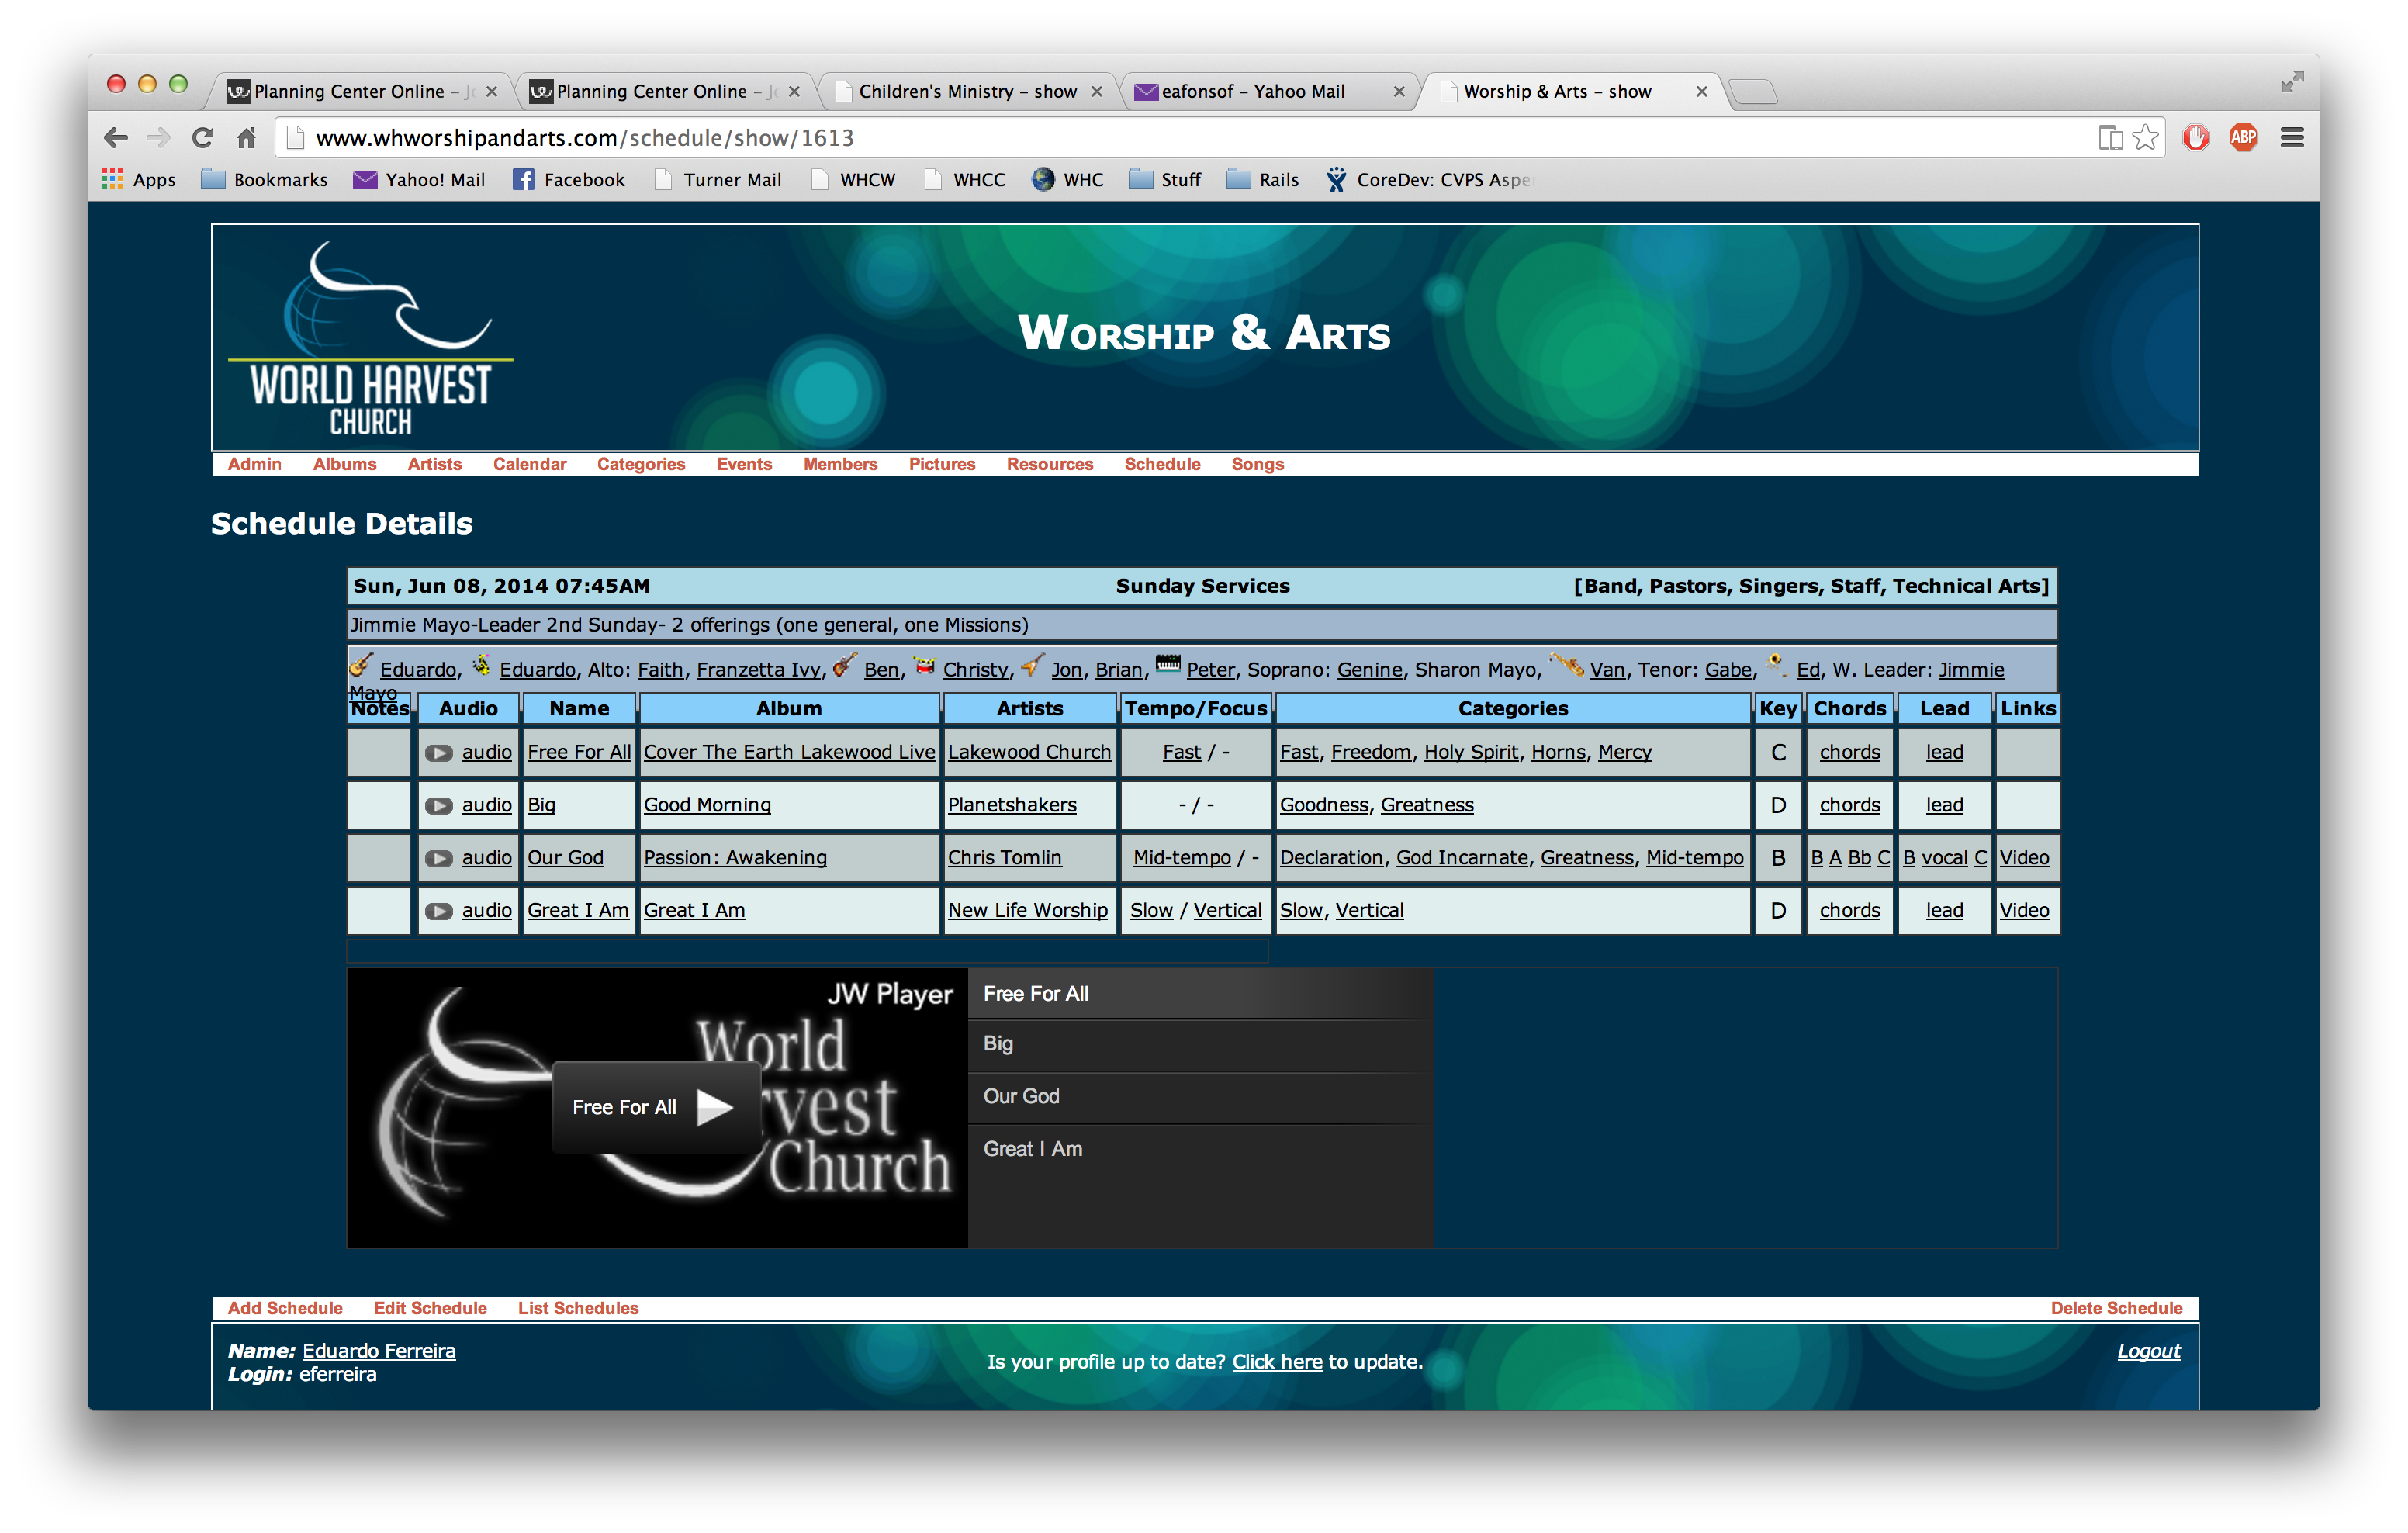 Planning Center Online – Planning Center Online – Children's Ministry – show eafonsof – Yahoo Mail Worship & Arts – show
www.whworshipandarts.com/schedule/show/1613 ABP
Apps Bookmarks Yahoo! Mail Facebook Turner Mail WHCW WHCC WHC Stuff Rails CoreDev: CVPS Aspe
WORSHIP & ARTS
WORLD HARVEST
CHURCH
Admin Albums Artists Calendar Categories Events Members Pictures Resources Schedule Songs
Schedule Details
Sun, Jun 08, 2014 07:45AM Sunday Services [Band, Pastors, Singers, Staff, Technical Arts]
Jimmie Mayo-Leader 2nd Sunday- 2 offerings (one general, one Missions)
Eduardo, Eduardo, Alto: Faith, Franzetta Ivy, Ben, Christy, Jon, Brian, Peter, Soprano: Genine, Sharon Mayo, Van, Tenor: Gabe, Ed, W. Leader: Jimmie
Mayo
Notes Audio Name Album Artists Tempo/Focus Categories Key Chords Lead Links
audio Free For All Cover The Earth Lakewood Live Lakewood Church Fast / - Fast, Freedom, Holy Spirit, Horns, Mercy C chords lead
audio Big Good Morning Planetshakers - / - Goodness, Greatness D chords lead
audio Our God Passion: Awakening Chris Tomlin Mid-tempo / - Declaration, God Incarnate, Greatness, Mid-tempo B B A Bb C B vocal C Video
audio Great I Am Great I Am New Life Worship Slow / Vertical Slow, Vertical D chords lead Video
JW Player
World
rvest
Church
Free For All
Free For All
Big
Our God
Great I Am
Add Schedule Edit Schedule List Schedules Delete Schedule
Name: Eduardo Ferreira
Login: eferreira
Is your profile up to date? Click here to update.
Logout